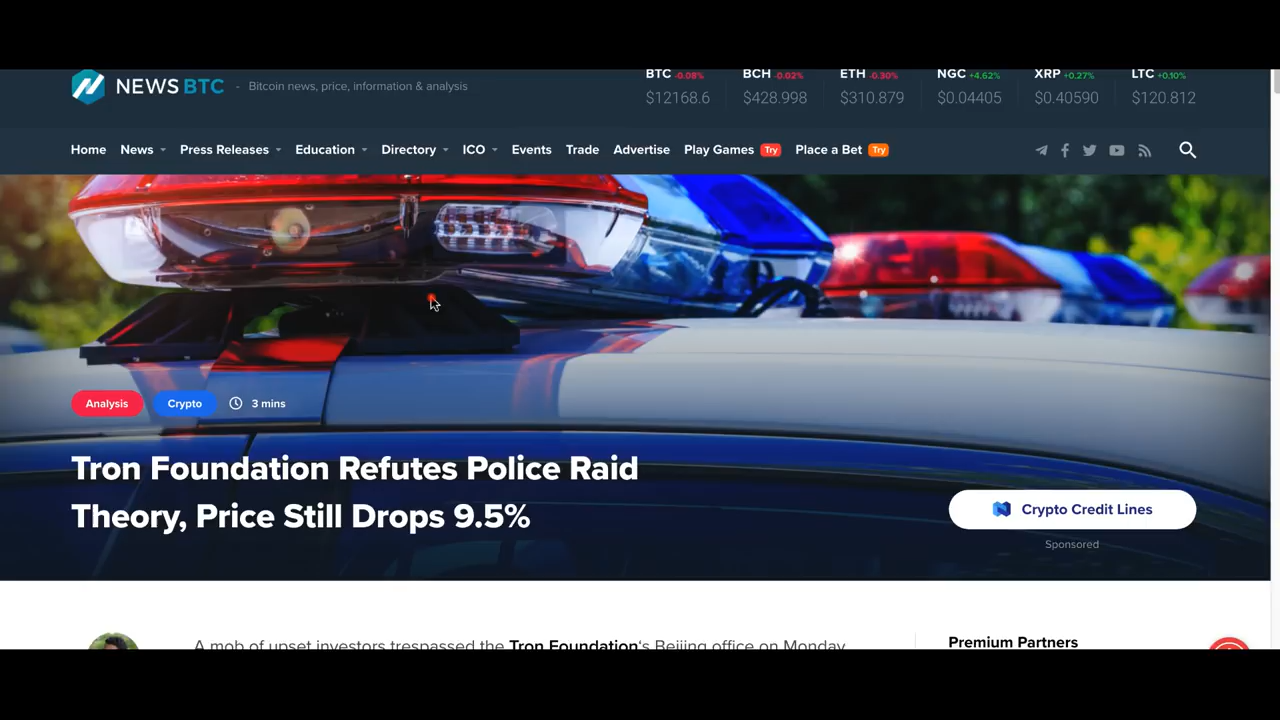 NEWS BTC - Bitcoin news, price, information & analysis
BTC -0.08% BCH -0.02% ETH -0.30% NGC +4.62% XRP +0.27% LTC +0.10%
$12168.6 $428.998 $310.879 $0.04405 $0.40590 $120.812
Home News Press Releases Education Directory ICO Events Trade Advertise Play Games Try Place a Bet Try
Analysis Crypto 3 mins
Tron Foundation Refutes Police Raid
Theory, Price Still Drops 9.5%
Crypto Credit Lines
Sponsored
A mob of upset investors trespassed the Tron Foundation's Beijing office on Monday
Premium Partners